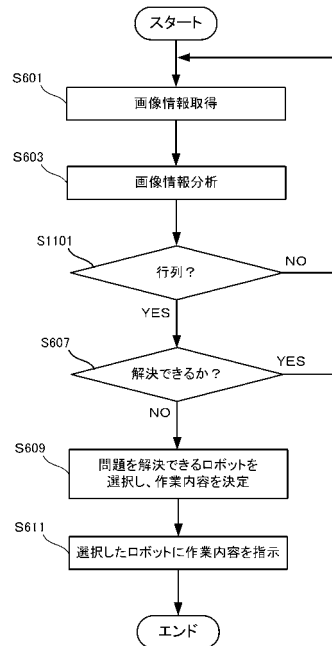 スタート
S601
画像情報取得
S603
画像情報分析
S1101
行列？
NO
YES
S607
解決できるか？
YES
NO
S609
問題を解決できるロボットを
選択し、作業内容を決定
S611
選択したロボットに作業内容を指示
エンド